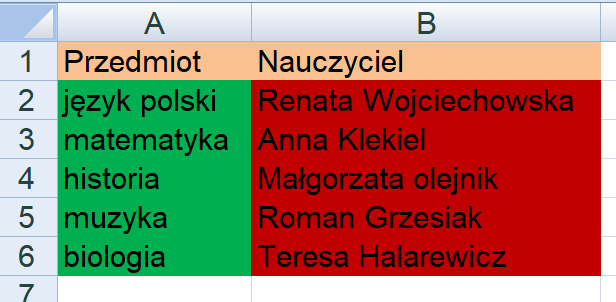 A B
1 Przedmiot Nauczyciel
2 język polski Renata Wojciechowska
3 matematyka Anna Klekiel
4 historia Małgorzata olejnik
5 muzyka Roman Grzesiak
6 biologia Teresa Halarewicz
7